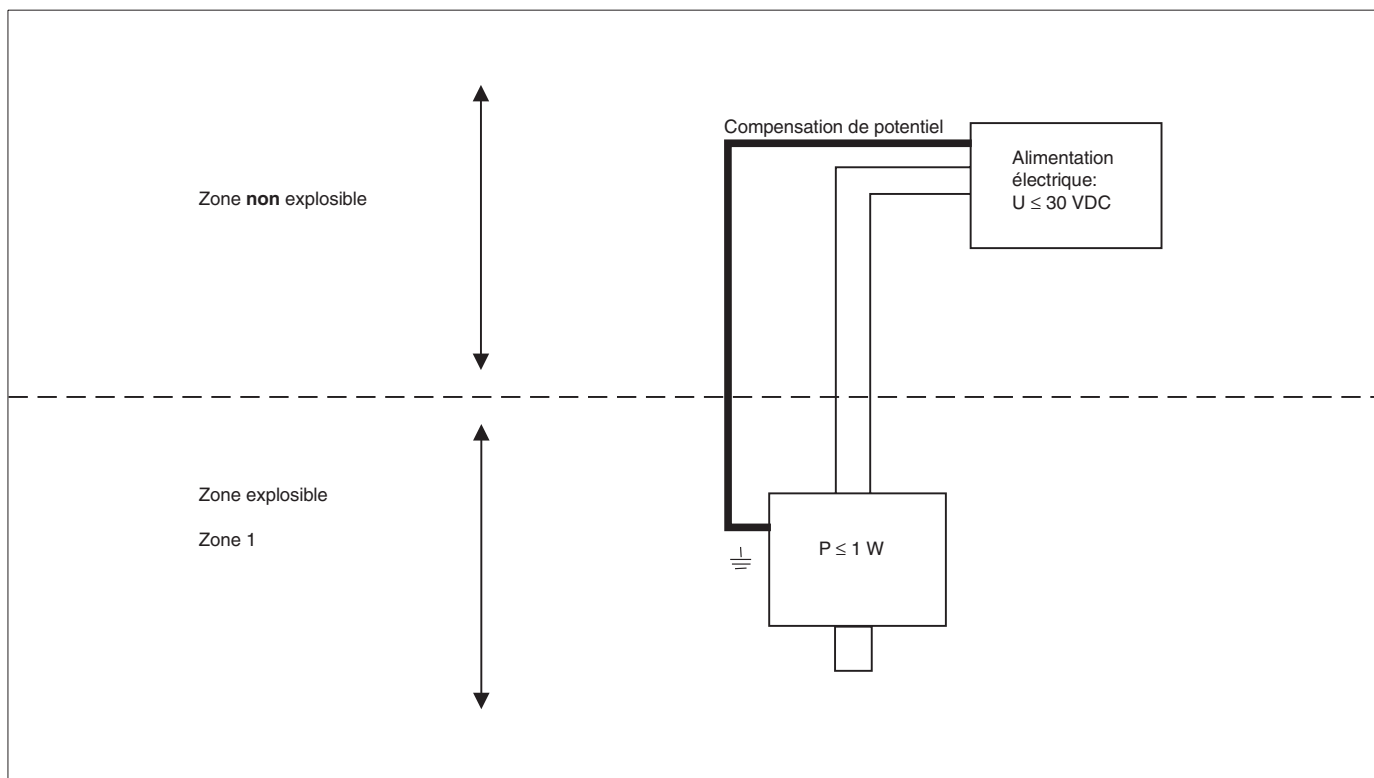 Compensation de potentiel
Alimentation
électrique:
U ≤ 30 VDC
Zone non explosible
Zone explosible
Zone 1
P ≤ 1 W